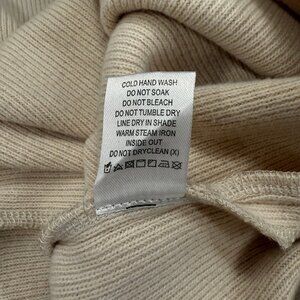 COLD HAND WASH
DO NOT SOAK
DO NOT BLEACH
DO NOT TUMBLE DRY
LINE DRY IN SHADE
WARM STEAM IRON
INSIDE OUT
DO NOT DRYCLEAN (X)